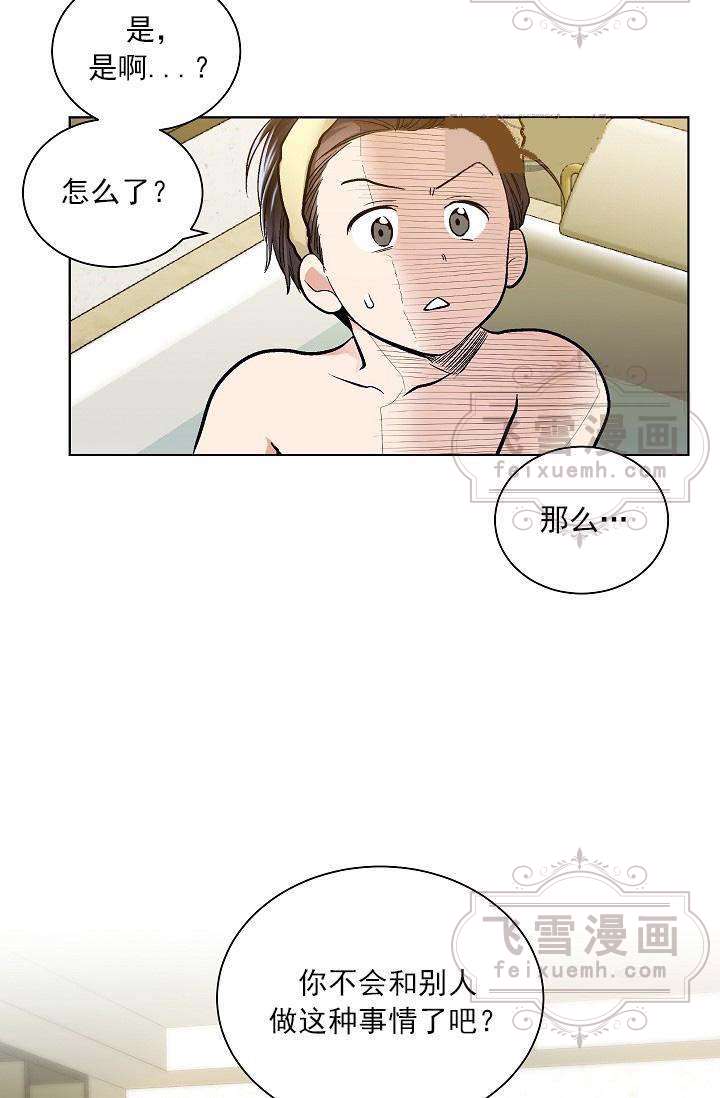 是，
是啊...？
怎么了？
飞雪漫画
feixuemh.com
那么…
飞雪漫画
feixuemh.com
你不会和别人
做这种事情了吧？